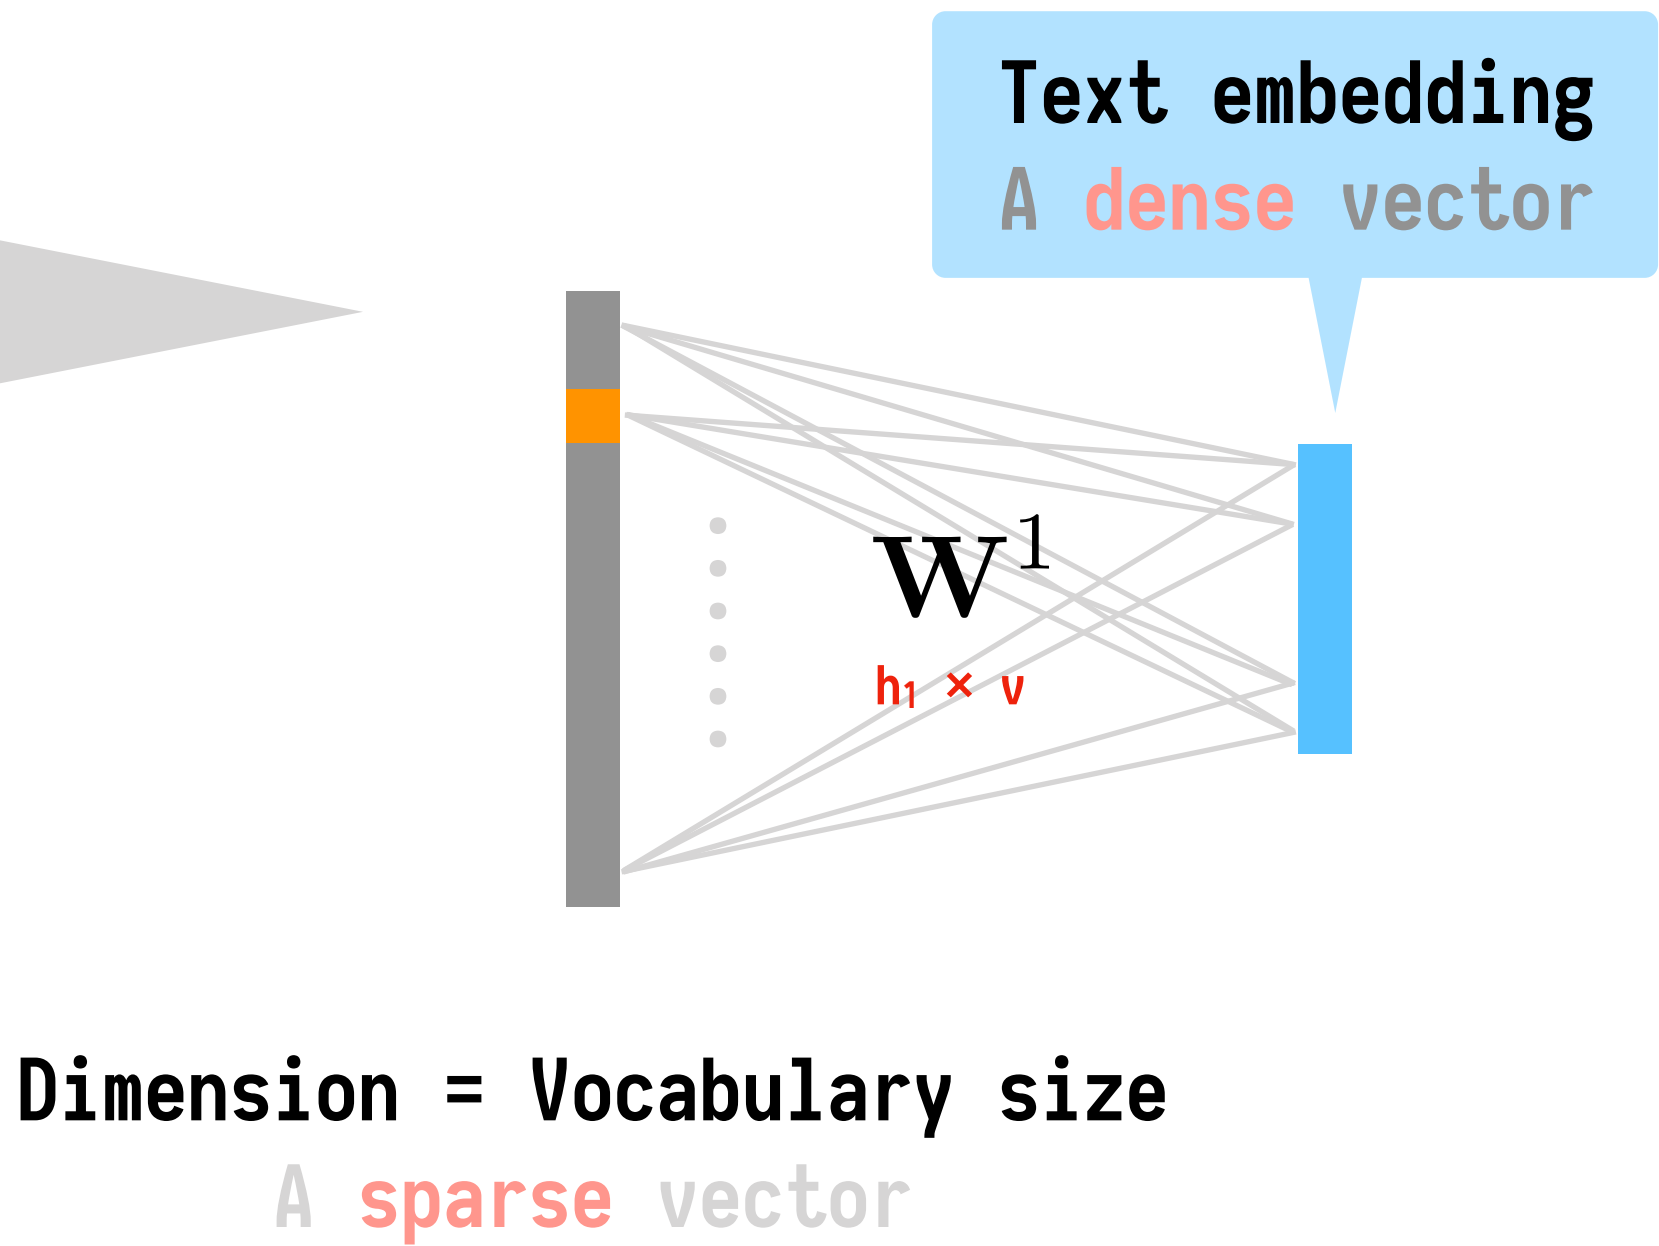 Text embedding
A dense vector
W¹
h₁ × v
Dimension = Vocabulary size
A sparse vector